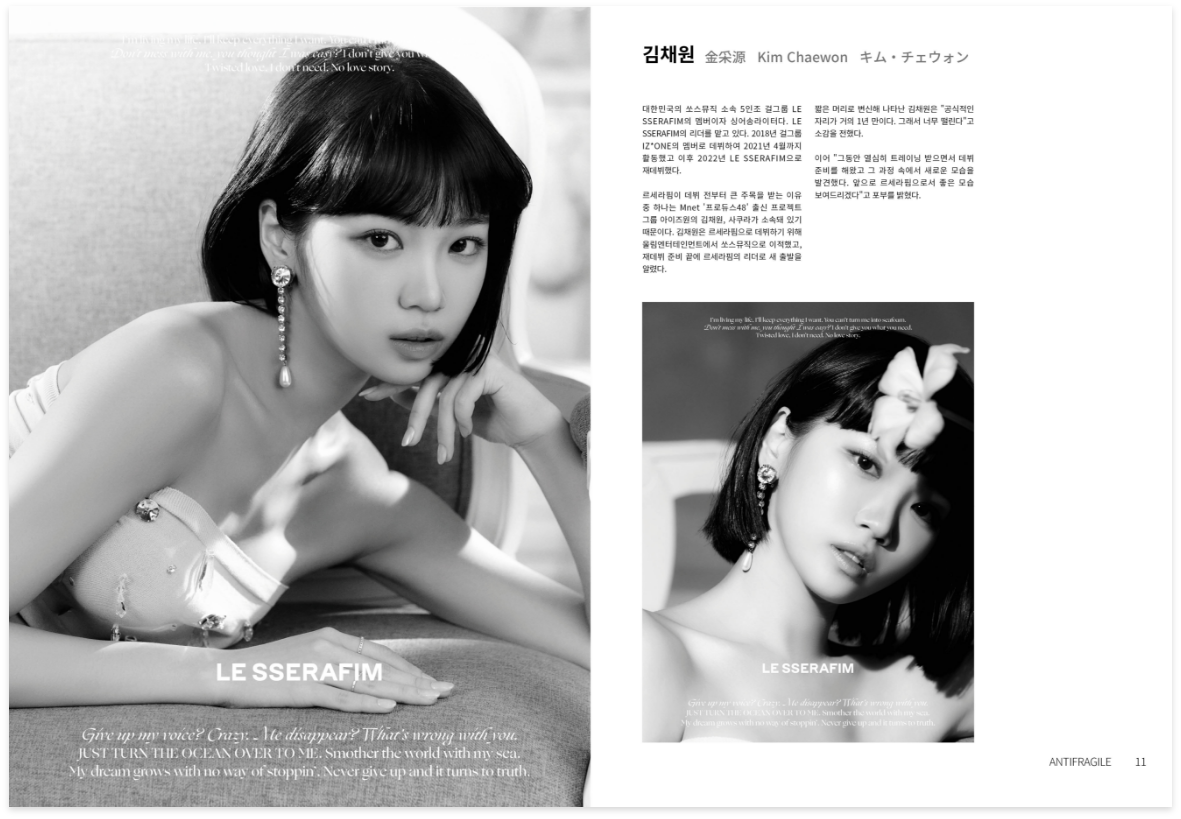 Don't mess with me, you thought I was easy? I don't give you w
Twisted love, I don't need. No love story.
LE SSERAFIM
Give up my voice? Crazy. Me disappear? What's wrong with you.
JUST TURN THE OCEAN OVER TO ME. Smother the world with my sea.
My dream grows with no way of stoppin'. Never give up and it turns to truth.
김채원 金采源 Kim Chaewon キム・チェウォン
대한민국의 쏘스뮤직 소속 5인조 걸그룹 LE
SSERAFIM의 멤버이자 싱어송라이터다. LE
SSERAFIM의 리더를 맡고 있다. 2018년 걸그룹
IZ*ONE의 멤버로 데뷔하여 2021년 4월까지
활동했고 이후 2022년 LE SSERAFIM으로
재데뷔했다.
르세라핌이 데뷔 전부터 큰 주목을 받는 이유
중 하나는 Mnet '프로듀스48' 출신 프로젝트
그룹 아이즈원의 김채원, 사쿠라가 소속돼 있기
때문이다. 김채원은 르세라핌으로 데뷔하기 위해
울림엔터테인먼트에서 쏘스뮤직으로 이적했고,
재데뷔 준비 끝에 르세라핌의 리더로 새 출발을
알렸다.
짧은 머리로 변신해 나타난 김채원은 "공식적인
자리가 거의 1년 만이다. 그래서 너무 떨린다"고
소감을 전했다.
이어 "그동안 열심히 트레이닝 받으면서 데뷔
준비를 해왔고 그 과정 속에서 새로운 모습을
발견했다. 앞으로 르세라핌으로서 좋은 모습
보여드리겠다"고 포부를 밝혔다.
I'm living my life. I'll keep everything I want. You can't turn me into seafoam.
Don't mess with me, you thought I was easy? I don't give you what you need.
Twisted love, I don't need. No love story.
LE SSERAFIM
Give up my voice? Crazy. Me disappear? What's wrong with you.
JUST TURN THE OCEAN OVER TO ME. Smother the world with my sea.
My dream grows with no way of stoppin'. Never give up and it turns to truth.
ANTIFRAGILE 11